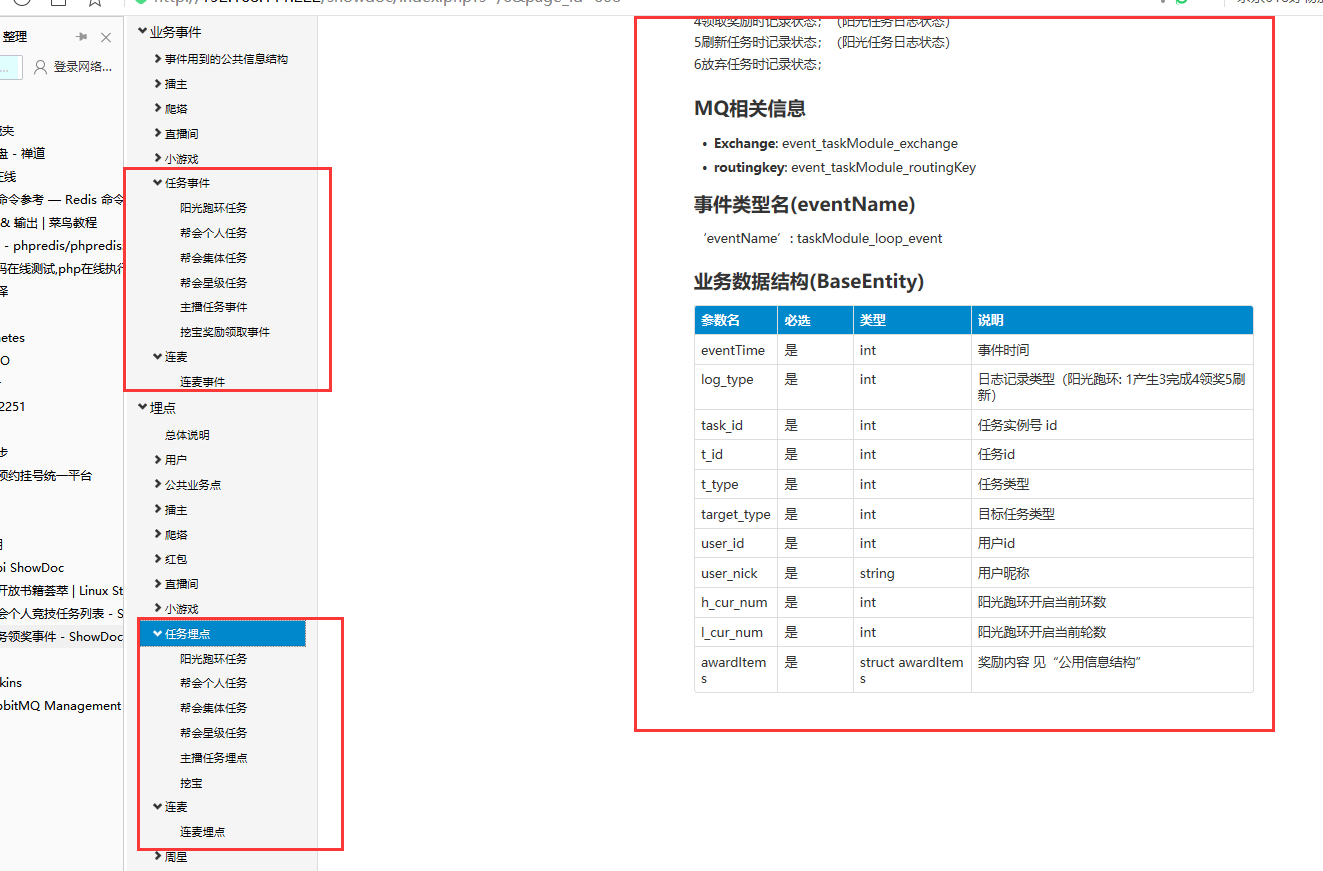 整理
登录网络...
盘 - 禅道
在线
命令参考 — Redis 命令
& 输出 | 菜鸟教程
- phpredis/phpredis.
码在线测试,php在线执行
etes
O
2251
步
预约挂号统一平台
pi ShowDoc
开放书籍荟萃 | Linux St
会个人竞技任务列表 - S
务领奖事件 - ShowDoc
kins
bbitMQ Management
业务事件
事件用到的公共信息结构
擂主
爬塔
直播间
小游戏
任务事件
阳光跑环任务
帮会个人任务
帮会集体任务
帮会星级任务
主播任务事件
挖宝奖励领取事件
连麦
连麦事件
埋点
总体说明
用户
公共业务点
擂主
爬塔
红包
直播间
小游戏
任务埋点
阳光跑环任务
帮会个人任务
帮会集体任务
帮会星级任务
主播任务埋点
挖宝
连麦
连麦埋点
周星
4领取奖励时记录状态；（阳光任务日志状态）
5刷新任务时记录状态；（阳光任务日志状态）
6放弃任务时记录状态；
MQ相关信息
• Exchange: event_taskModule_exchange
• routingkey: event_taskModule_routingKey
事件类型名(eventName)
‘eventName’: taskModule_loop_event
业务数据结构(BaseEntity)
参数名 必选 类型 说明
eventTime 是 int 事件时间
log_type 是 int 日志记录类型（阳光跑环: 1产生3完成4领奖5刷
新）
task_id 是 int 任务实例号 id
t_id 是 int 任务id
t_type 是 int 任务类型
target_type 是 int 目标任务类型
user_id 是 int 用户id
user_nick 是 string 用户昵称
h_cur_num 是 int 阳光跑环开启当前环数
l_cur_num 是 int 阳光跑环开启当前轮数
awardItem 是 struct awardItem 奖励内容 见“公用信息结构”
s s